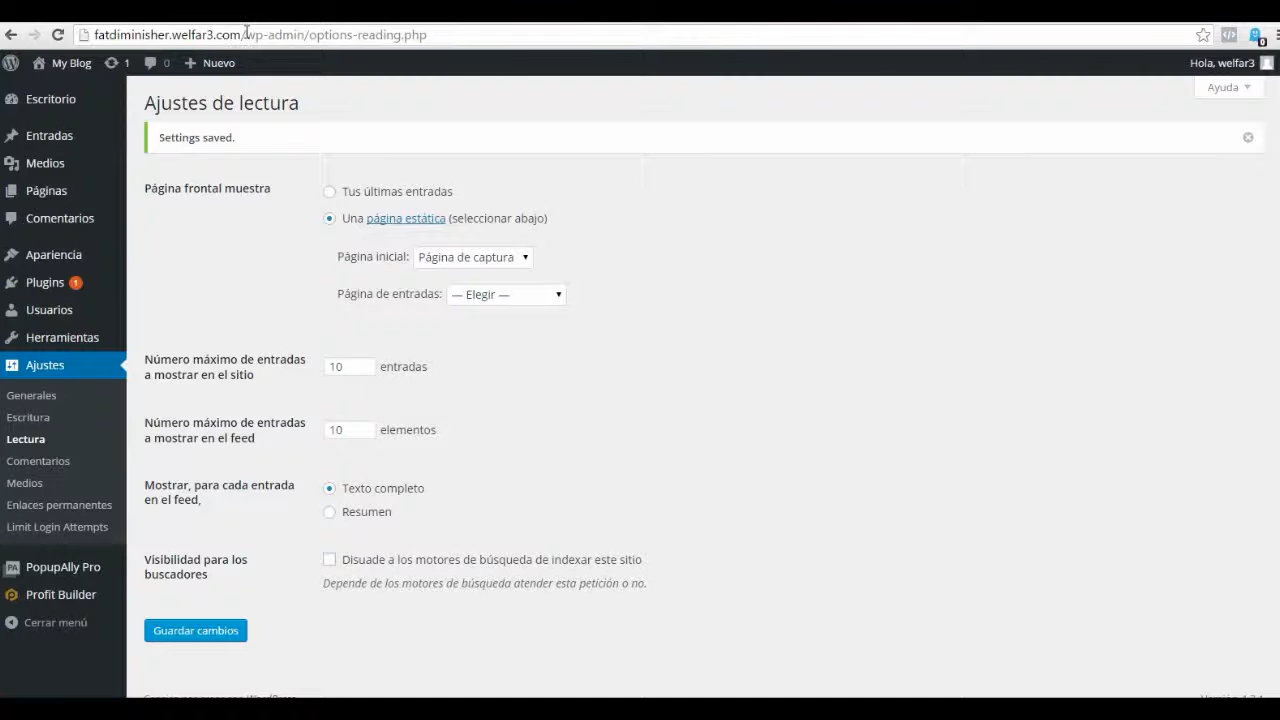 fatdiminisher.welfar3.com/wp-admin/options-reading.php
0
My Blog 1 0 Nuevo Hola, welfar3
Ayuda
Escritorio
Entradas
Medios
Páginas
Comentarios
Apariencia
Plugins 1
Usuarios
Herramientas
Ajustes
Generales
Escritura
Lectura
Comentarios
Medios
Enlaces permanentes
Limit Login Attempts
PA PopupAlly Pro
Profit Builder
Cerrar menú
Ajustes de lectura
Settings saved.
Página frontal muestra
Tus últimas entradas
Una página estática (seleccionar abajo)
Página inicial: Página de captura
Página de entradas: — Elegir —
Número máximo de entradas
a mostrar en el sitio
10 entradas
Número máximo de entradas
a mostrar en el feed
10 elementos
Mostrar, para cada entrada
en el feed,
Texto completo
Resumen
Visibilidad para los
buscadores
Disuade a los motores de búsqueda de indexar este sitio
Depende de los motores de búsqueda atender esta petición o no.
Guardar cambios